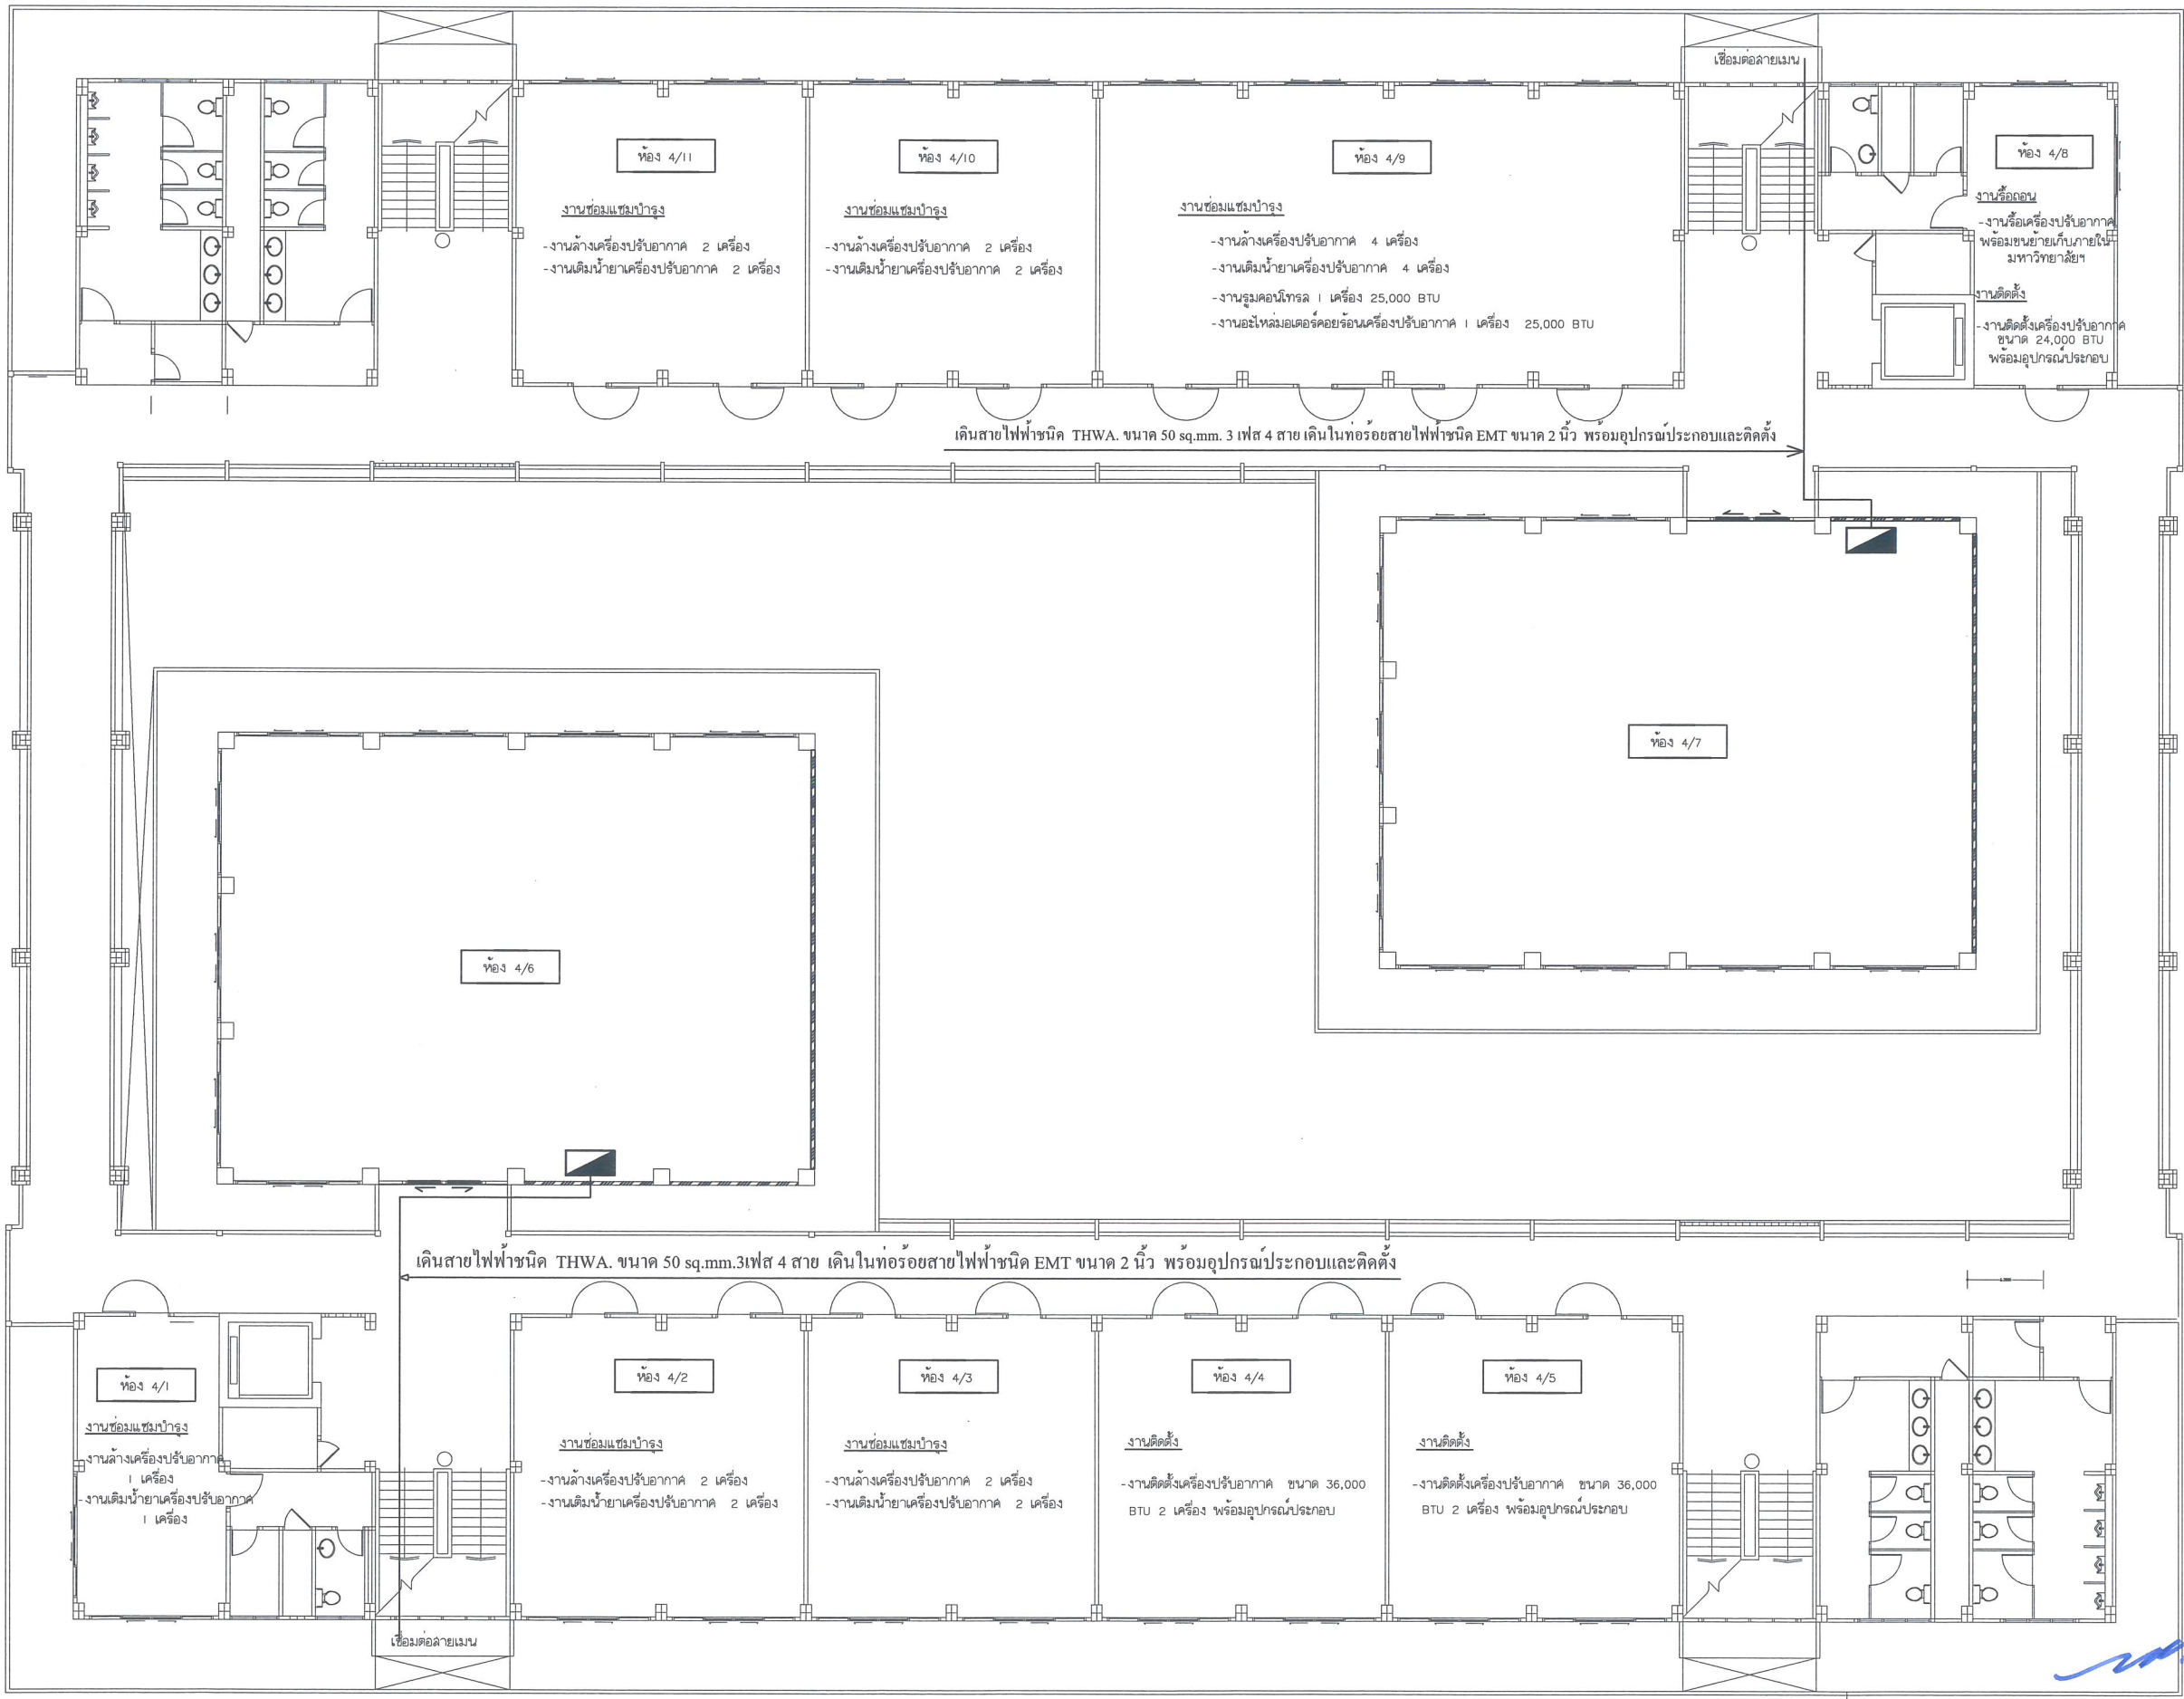 เชื่อมต่อสายเมน
ห้อง 4/11
งานซ่อมแซมบำรุง
-งานล้างเครื่องปรับอากาศ 2 เครื่อง
-งานเติมน้ำยาเครื่องปรับอากาศ 2 เครื่อง
ห้อง 4/10
งานซ่อมแซมบำรุง
-งานล้างเครื่องปรับอากาศ 2 เครื่อง
-งานเติมน้ำยาเครื่องปรับอากาศ 2 เครื่อง
ห้อง 4/9
งานซ่อมแซมบำรุง
-งานล้างเครื่องปรับอากาศ 4 เครื่อง
-งานเติมน้ำยาเครื่องปรับอากาศ 4 เครื่อง
-งานรูมคอนโทรล 1 เครื่อง 25,000 BTU
-งานอะไหล่มอเตอร์คอยร้อนเครื่องปรับอากาศ 1 เครื่อง 25,000 BTU
ห้อง 4/8
งานรื้อถอน
-งานรื้อเครื่องปรับอากาศ
พร้อมขนย้ายเก็บภายใน
มหาวิทยาลัยฯ
งานติดตั้ง
-งานติดตั้งเครื่องปรับอากาศ
ขนาด 24,000 BTU
พร้อมอุปกรณ์ประกอบ
เดินสายไฟฟ้าชนิด THWA. ขนาด 50 sq.mm. 3 เฟส 4 สาย เดินในท่อร้อยสายไฟฟ้าชนิด EMT ขนาด 2 นิ้ว พร้อมอุปกรณ์ประกอบและติดตั้ง
ห้อง 4/7
ห้อง 4/6
เดินสายไฟฟ้าชนิด THWA. ขนาด 50 sq.mm.3เฟส 4 สาย เดินในท่อร้อยสายไฟฟ้าชนิด EMT ขนาด 2 นิ้ว พร้อมอุปกรณ์ประกอบและติดตั้ง
ห้อง 4/1
งานซ่อมแซมบำรุง
-งานล้างเครื่องปรับอากาศ
1 เครื่อง
-งานเติมน้ำยาเครื่องปรับอากาศ
1 เครื่อง
ห้อง 4/2
งานซ่อมแซมบำรุง
-งานล้างเครื่องปรับอากาศ 2 เครื่อง
-งานเติมน้ำยาเครื่องปรับอากาศ 2 เครื่อง
ห้อง 4/3
งานซ่อมแซมบำรุง
-งานล้างเครื่องปรับอากาศ 2 เครื่อง
-งานเติมน้ำยาเครื่องปรับอากาศ 2 เครื่อง
ห้อง 4/4
งานติดตั้ง
-งานติดตั้งเครื่องปรับอากาศ ขนาด 36,000
BTU 2 เครื่อง พร้อมอุปกรณ์ประกอบ
ห้อง 4/5
งานติดตั้ง
-งานติดตั้งเครื่องปรับอากาศ ขนาด 36,000
BTU 2 เครื่อง พร้อมอุปกรณ์ประกอบ
เชื่อมต่อสายเมน